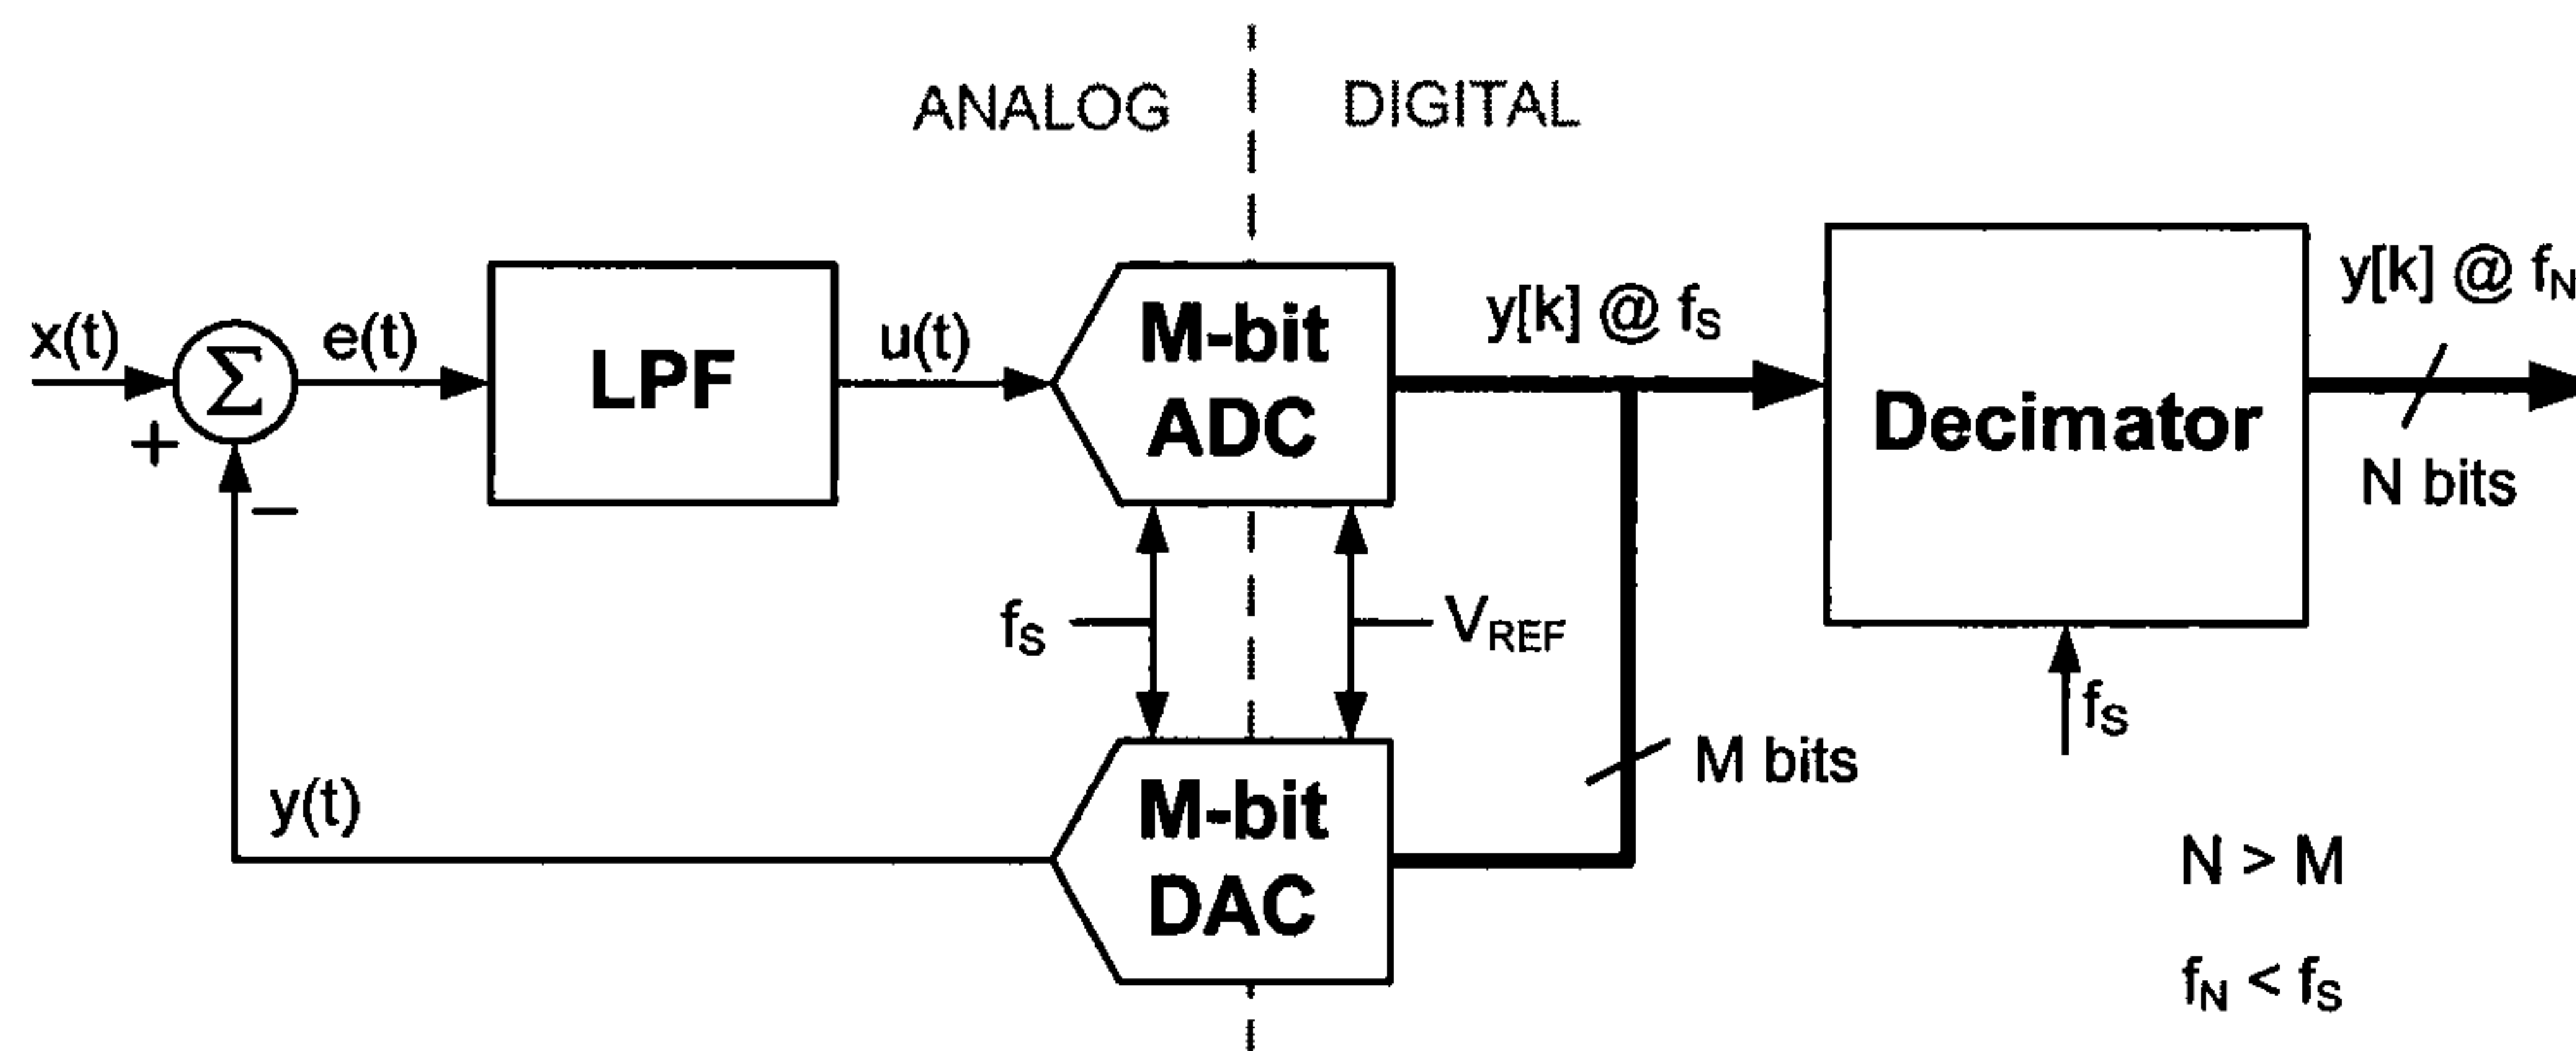 ANALOG
DIGITAL
x(t)
+
Σ
−
e(t)
LPF
u(t)
M-bit
ADC
y[k] @ fS
Decimator
y[k] @ fN
N bits
fS
VREF
fS
M bits
y(t)
M-bit
DAC
N > M
fN < fS